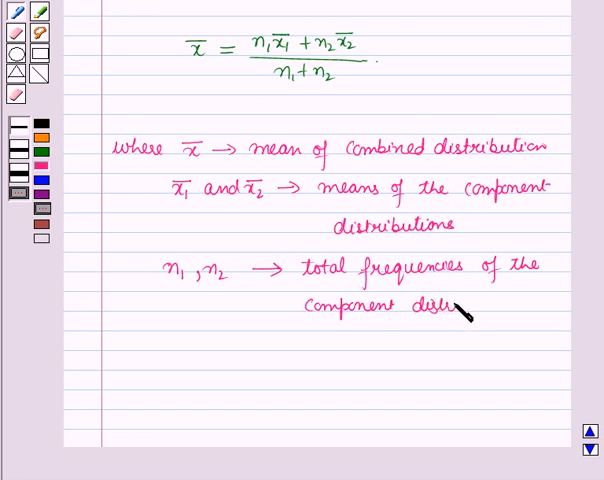 x̄ = n₁x̄₁ + n₂x̄₂ / n₁ + n₂ .
where x̄ → mean of combined distribution
x̄₁ and x̄₂ → means of the component
distributions
n₁ , n₂ → total frequencies of the
component distri